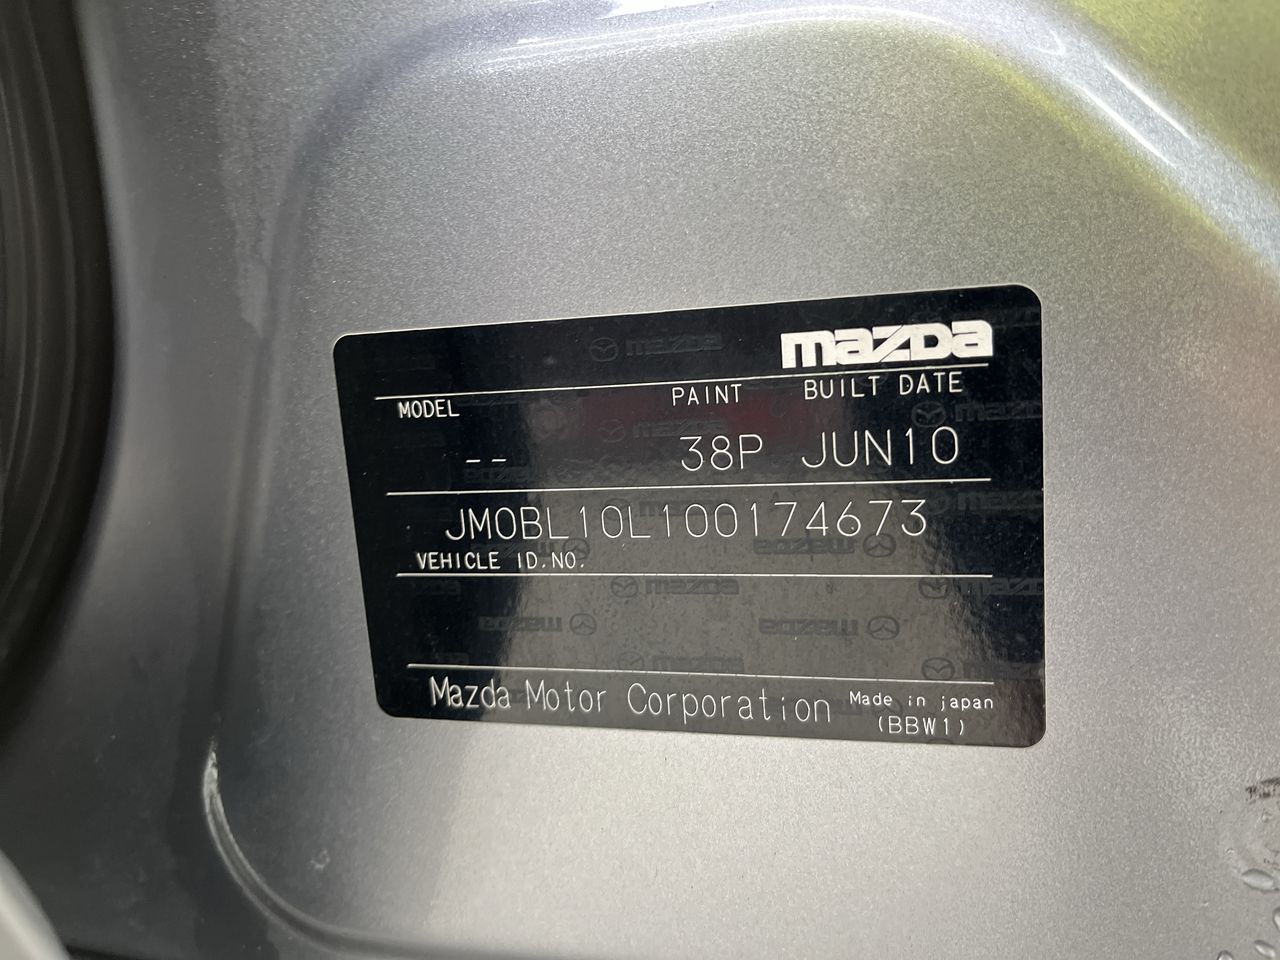 mazda
MODEL PAINT BUILT DATE
-- 38P JUN10
JM0BL10L100174673
VEHICLE ID.NO.
Mazda Motor Corporation Made in japan
(BBW1)